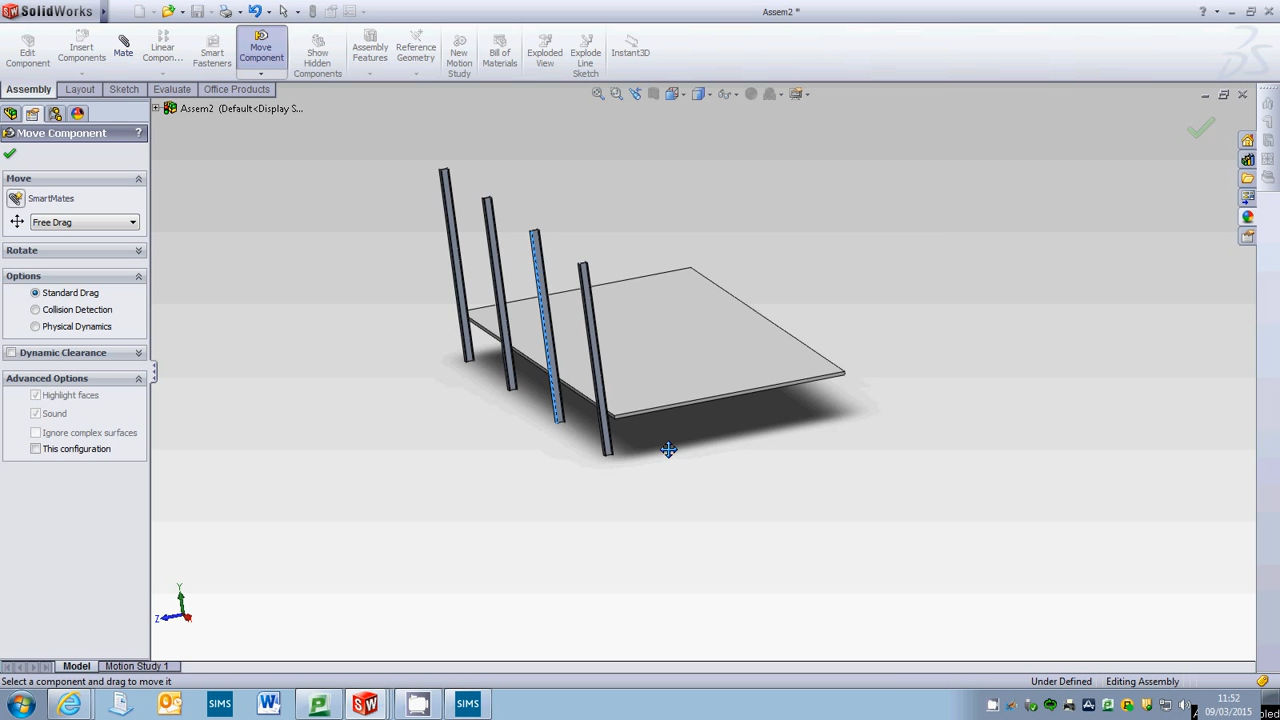 SolidWorks
Assem2 *
Edit Component
Insert Components
Mate
Linear Compon...
Smart Fasteners
Move Component
Show Hidden Components
Assembly Features
Reference Geometry
New Motion Study
Bill of Materials
Exploded View
Explode Line Sketch
Instant3D
Assembly Layout Sketch Evaluate Office Products
Assem2 (Default<Display S...
Move Component ?
Move
SmartMates
Free Drag
Rotate
Options
Standard Drag
Collision Detection
Physical Dynamics
Dynamic Clearance
Advanced Options
Highlight faces
Sound
Ignore complex surfaces
This configuration
Y
Z
Model Motion Study 1
Select a component and drag to move it Under Defined Editing Assembly
SIMS SIMS
11:52
09/03/2015